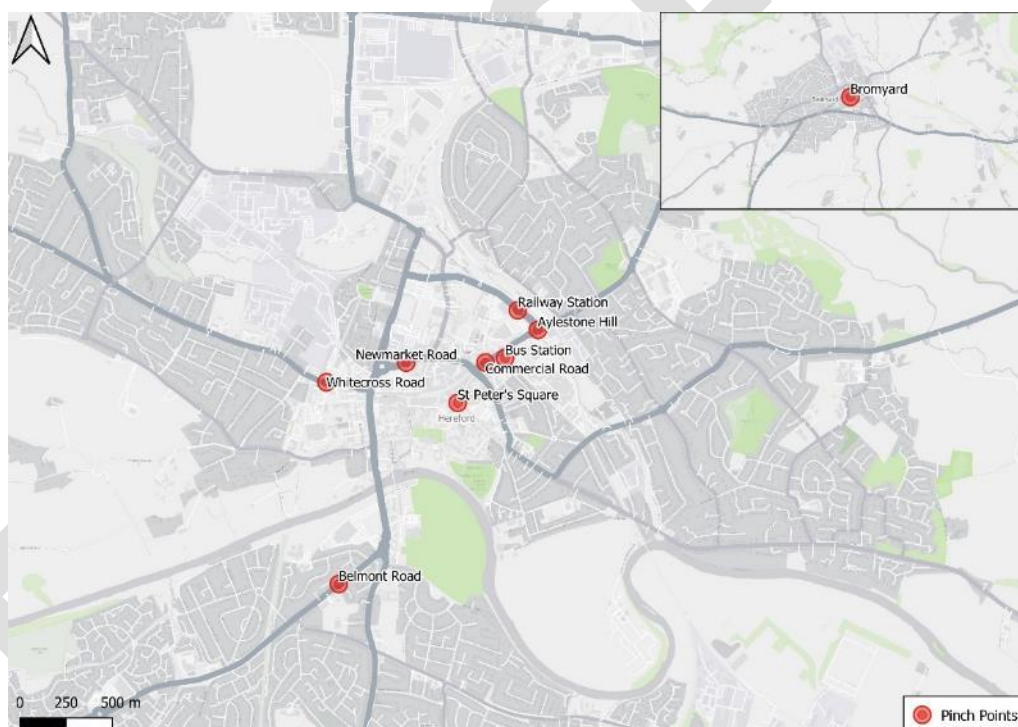 Bromyard
Bromyard
Railway Station
Aylestone Hill
Newmarket Road
Bus Station
Commercial Road
Whitecross Road
St Peter's Square
Hereford
Belmont Road
0 250 500 m
Pinch Points